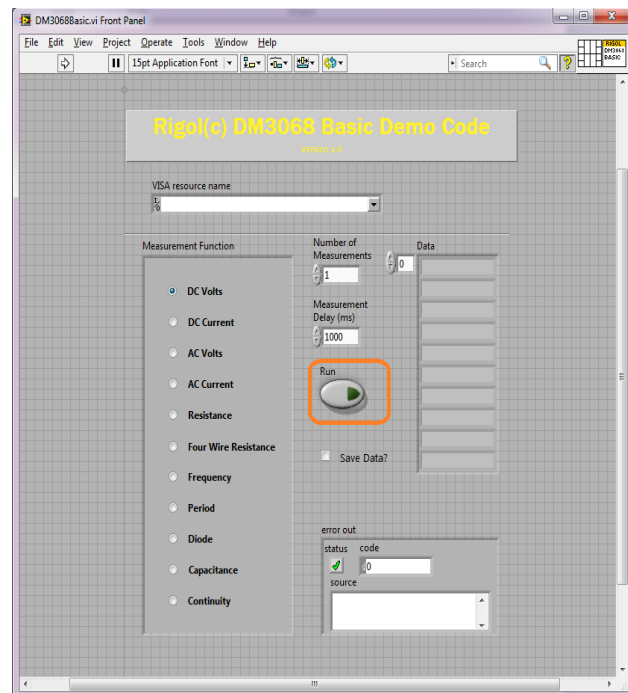 DM3068Basic.vi Front Panel
File Edit View Project Operate Tools Window Help
15pt Application Font
Search
RIGOL
DM3068
BASIC
Rigol(c) DM3068 Basic Demo Code
Version 1.0
VISA resource name
Measurement Function
DC Volts
DC Current
AC Volts
AC Current
Resistance
Four Wire Resistance
Frequency
Period
Diode
Capacitance
Continuity
Number of
Measurements
1
Measurement
Delay (ms)
1000
Run
Save Data?
0
Data
error out
status code
0
source